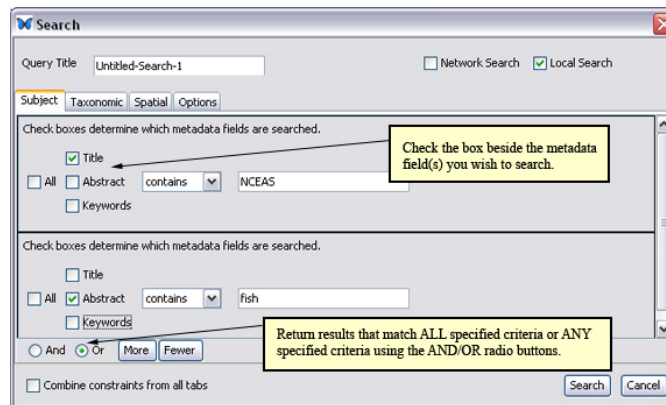 Search
Query Title Untitled-Search-1 Network Search Local Search
Subject Taxonomic Spatial Options
Check boxes determine which metadata fields are searched.
Title
All Abstract contains NCEAS
Keywords
Check the box beside the metadata
field(s) you wish to search.
Check boxes determine which metadata fields are searched.
Title
All Abstract contains fish
Keywords
Return results that match ALL specified criteria or ANY
specified criteria using the AND/OR radio buttons.
And Or More Fewer
Combine constraints from all tabs Search Cancel